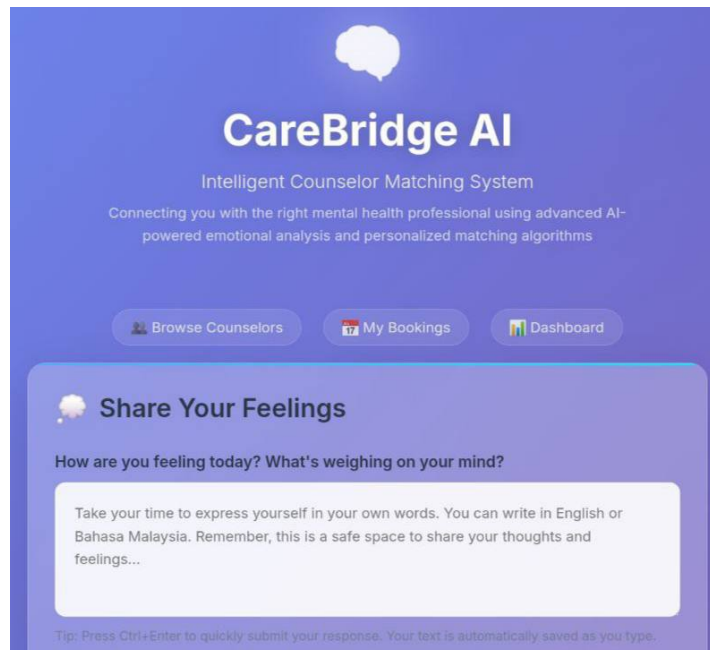 CareBridge AI
Intelligent Counselor Matching System
Connecting you with the right mental health professional using advanced AI-
powered emotional analysis and personalized matching algorithms
Browse Counselors
17
My Bookings
Dashboard
Share Your Feelings
How are you feeling today? What's weighing on your mind?
Take your time to express yourself in your own words. You can write in English or
Bahasa Malaysia. Remember, this is a safe space to share your thoughts and
feelings...
Tip: Press Ctrl+Enter to quickly submit your response. Your text is automatically saved as you type.